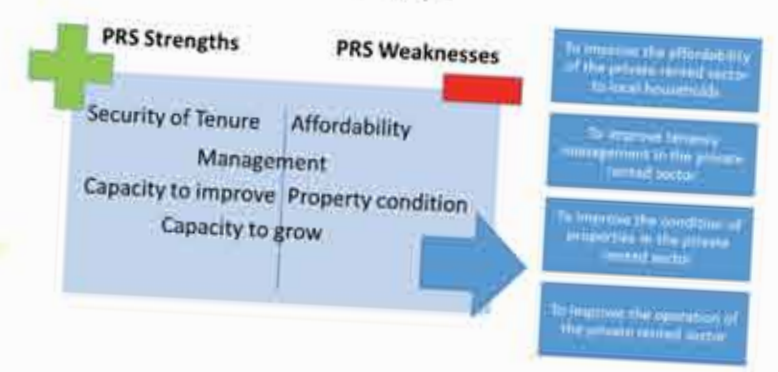 PRS Strengths
PRS Weaknesses
Security of Tenure
Affordability
Management
Capacity to improve
Property condition
Capacity to grow
To improve the affordability
of the private rented sector
to local households
To improve tenancy
management in the private
rented sector
To improve the condition of
properties in the private
rented sector
To improve the operation of
the private rented sector